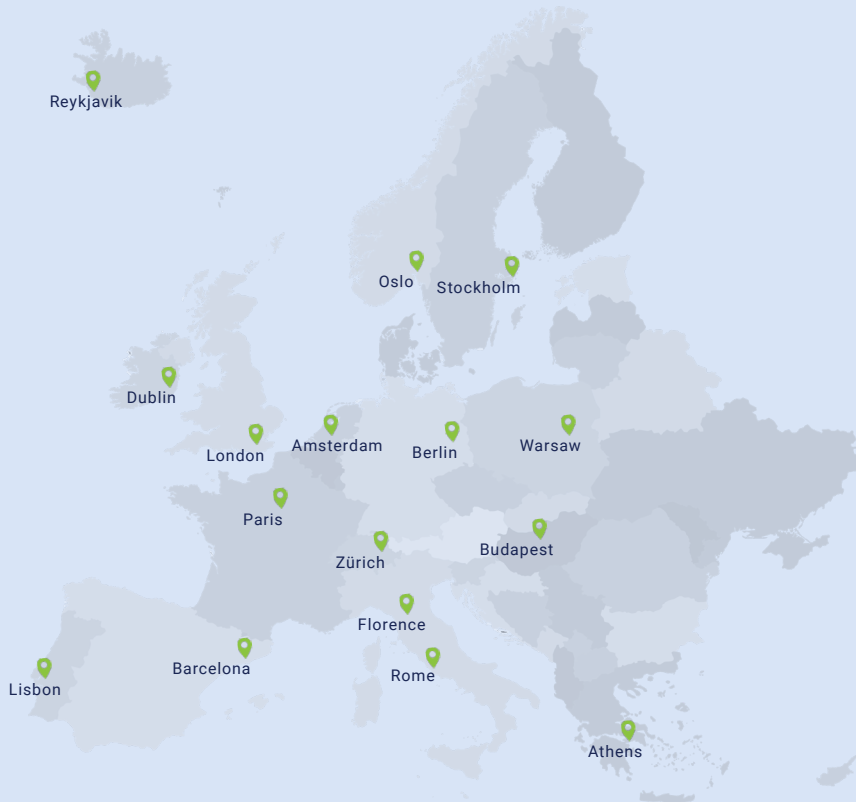 Reykjavik
Oslo
Stockholm
Dublin
London
Amsterdam
Berlin
Warsaw
Paris
Zürich
Budapest
Florence
Barcelona
Rome
Lisbon
Athens